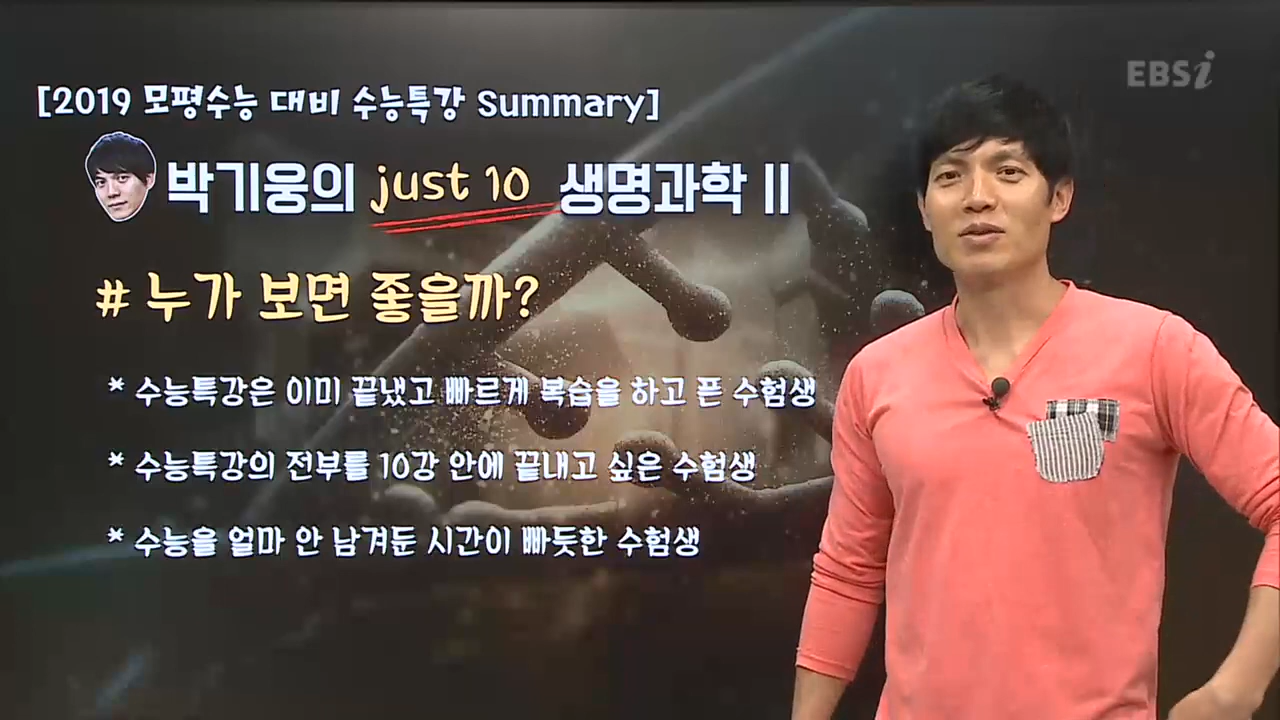 EBSi
[2019 모평수능 대비 수능특강 Summary]
박기웅의 just 10 생명과학 II
# 누가 보면 좋을까?
* 수능특강은 이미 끝냈고 빠르게 복습을 하고 픈 수험생
* 수능특강의 전부를 10강 안에 끝내고 싶은 수험생
* 수능을 얼마 안 남겨둔 시간이 빠듯한 수험생